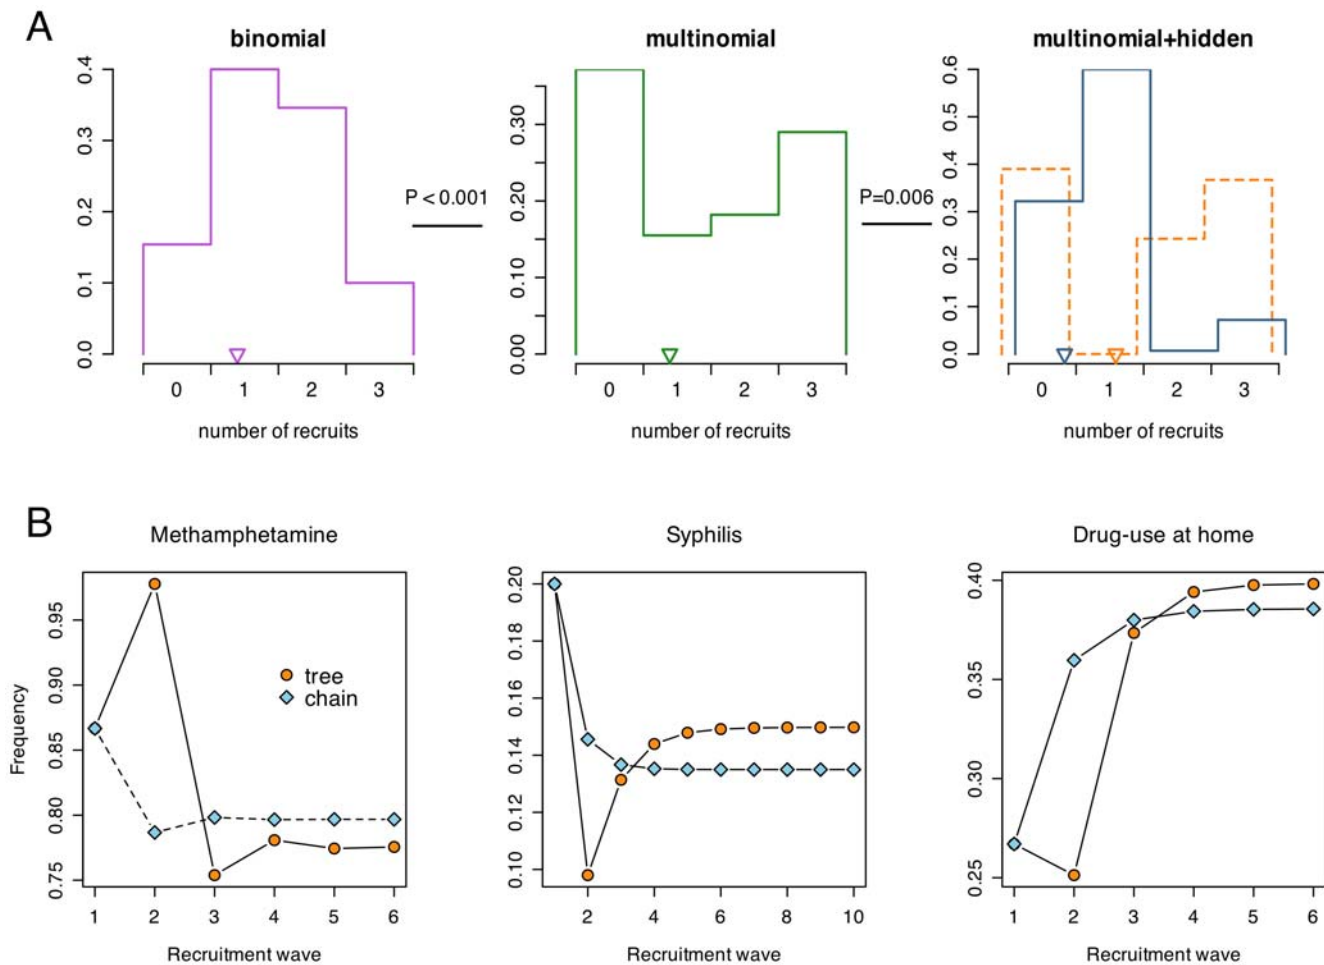 A
binomial
multinomial
multinomial+hidden
0.4
0.3
0.2
0.1
0.0
0 1 2 3
number of recruits
P < 0.001
0.30
0.20
0.10
0.00
0 1 2 3
number of recruits
P=0.006
0.6
0.5
0.4
0.3
0.2
0.1
0.0
0 1 2 3
number of recruits
B
Methamphetamine
Syphilis
Drug-use at home
Frequency
0.95
0.90
0.85
0.80
0.75
tree
chain
1 2 3 4 5 6
Recruitment wave
0.20
0.18
0.16
0.14
0.12
0.10
2 4 6 8 10
Recruitment wave
0.40
0.35
0.30
0.25
1 2 3 4 5 6
Recruitment wave